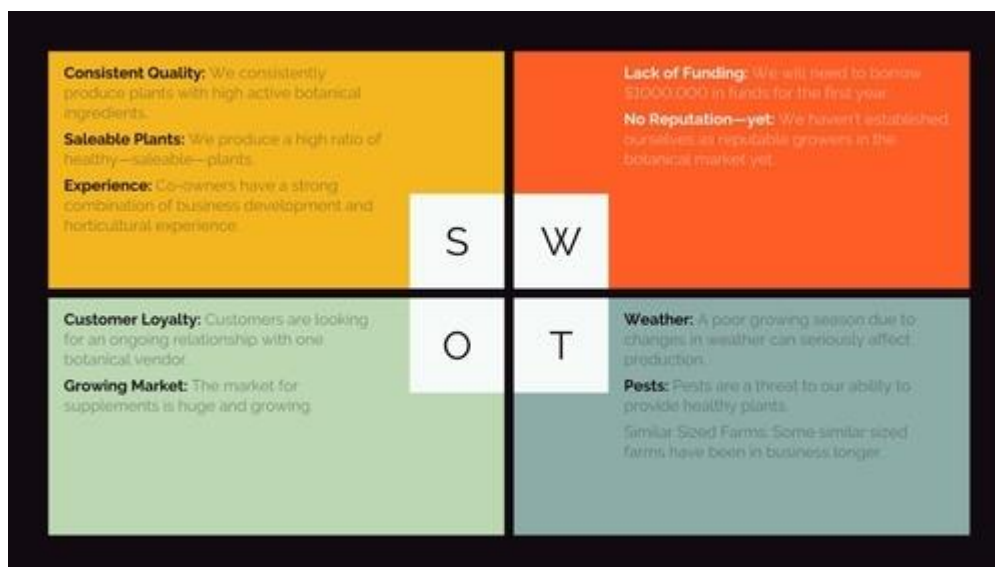 Consistent Quality: We consistently
produce plants with high active botanical
ingredients.
Saleable Plants: We produce a high ratio of
healthy—saleable—plants.
Experience: Co-owners have a strong
combination of business development and
horticultural experience.
S
Lack of Funding: We will need to borrow
$1000,000 in funds for the first year.
No Reputation—yet: We haven't established
ourselves as reputable growers in the
botanical market yet.
W
Customer Loyalty: Customers are looking
for an ongoing relationship with one
botanical vendor.
Growing Market: The market for
supplements is huge and growing.
O
Weather: A poor growing season due to
changes in weather can seriously affect
production.
Pests: Pests are a threat to our ability to
provide healthy plants.
Similar Sized Farms: Some similar sized
farms have been in business longer.
T